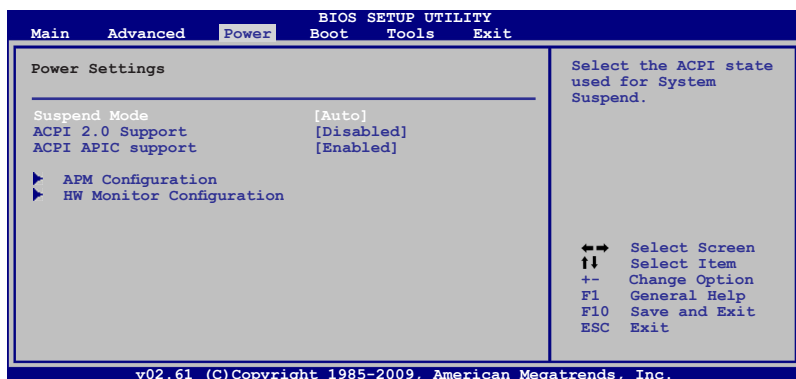 BIOS SETUP UTILITY
Main Advanced Power Boot Tools Exit
Power Settings
Suspend Mode [Auto]
ACPI 2.0 Support [Disabled]
ACPI APIC support [Enabled]
APM Configuration
HW Monitor Configuration
Select the ACPI state
used for System
Suspend.
Select Screen
Select Item
+- Change Option
F1 General Help
F10 Save and Exit
ESC Exit
v02.61 (C)Copyright 1985-2009, American Megatrends, Inc.